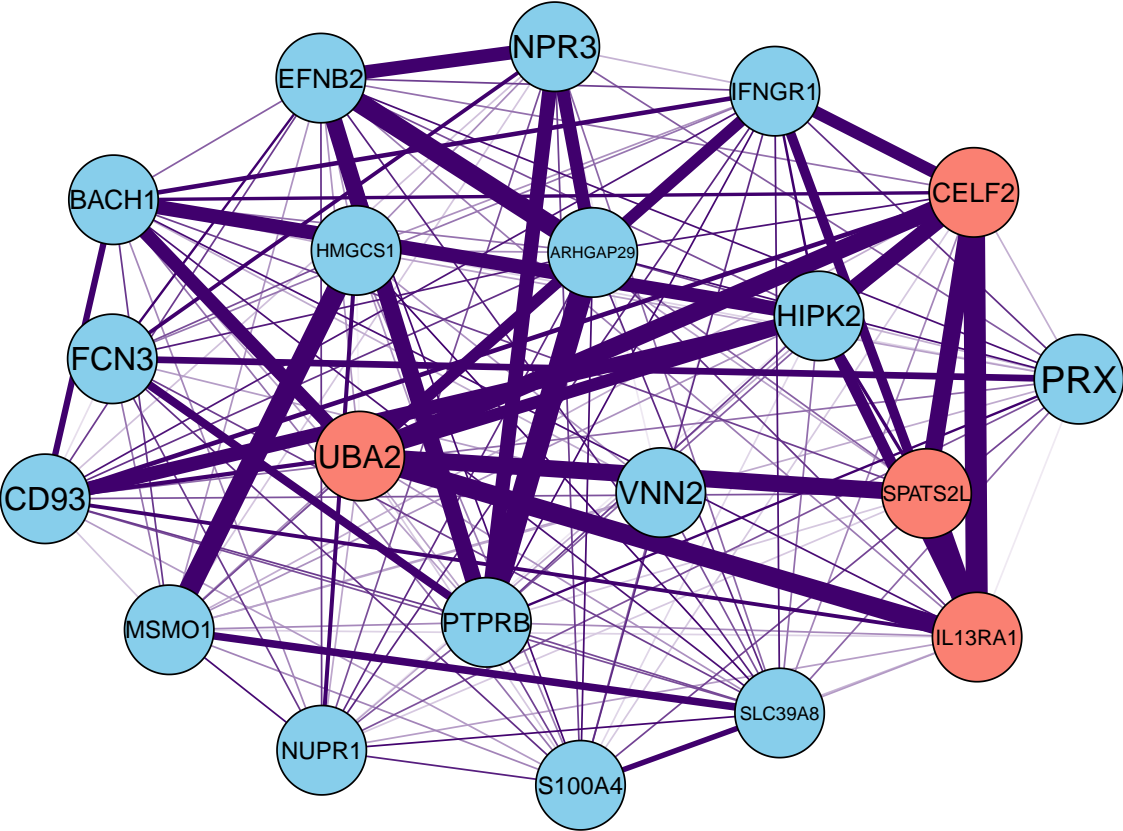 NPR3
EFNB2
IFNGR1
BACH1
CELF2
HMGCS1
ARHGAP29
HIPK2
FCN3
PRX
UBA2
CD93
VNN2
SPATS2L
MSMO1
PTPRB
IL13RA1
SLC39A8
NUPR1
S100A4